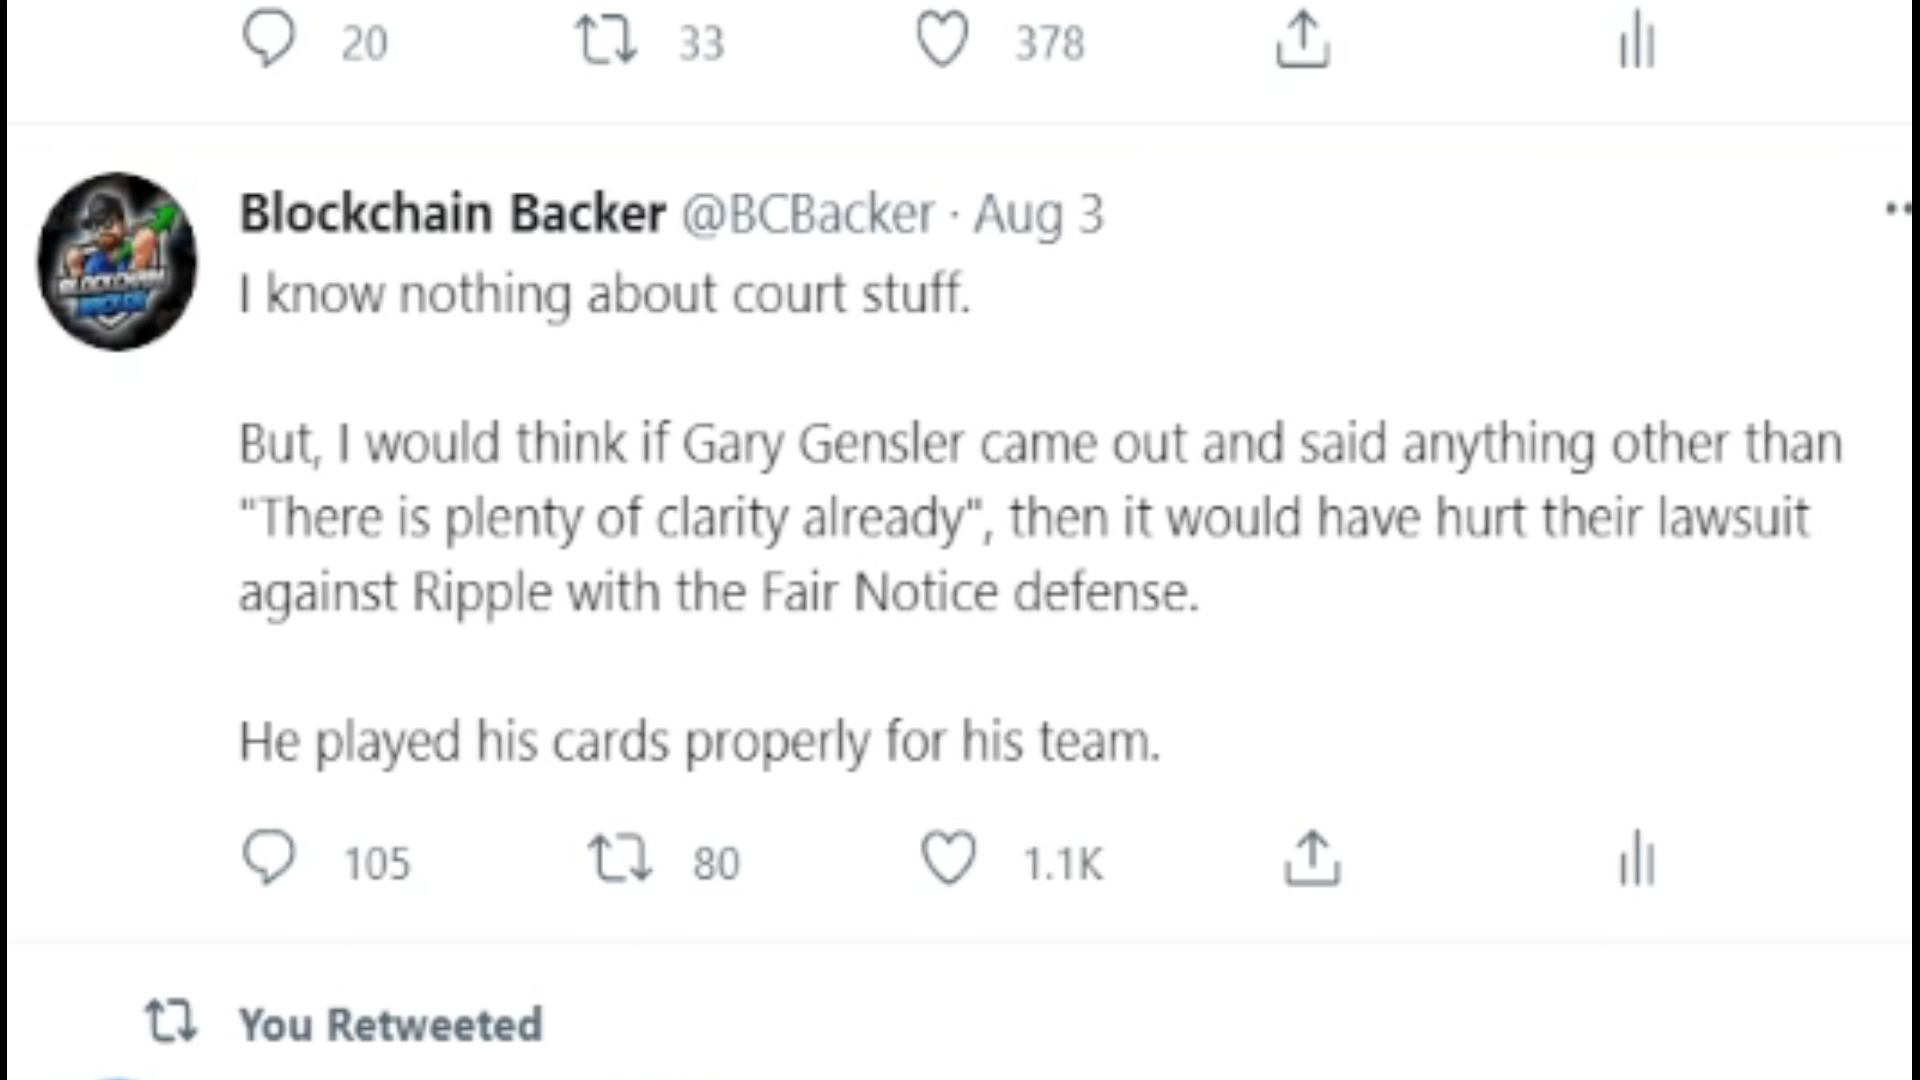 20 33 378
Blockchain Backer @BCBacker · Aug 3
I know nothing about court stuff.
But, I would think if Gary Gensler came out and said anything other than
"There is plenty of clarity already", then it would have hurt their lawsuit
against Ripple with the Fair Notice defense.
He played his cards properly for his team.
105 80 1.1K
You Retweeted
BLOCKCHAIN
BACKER